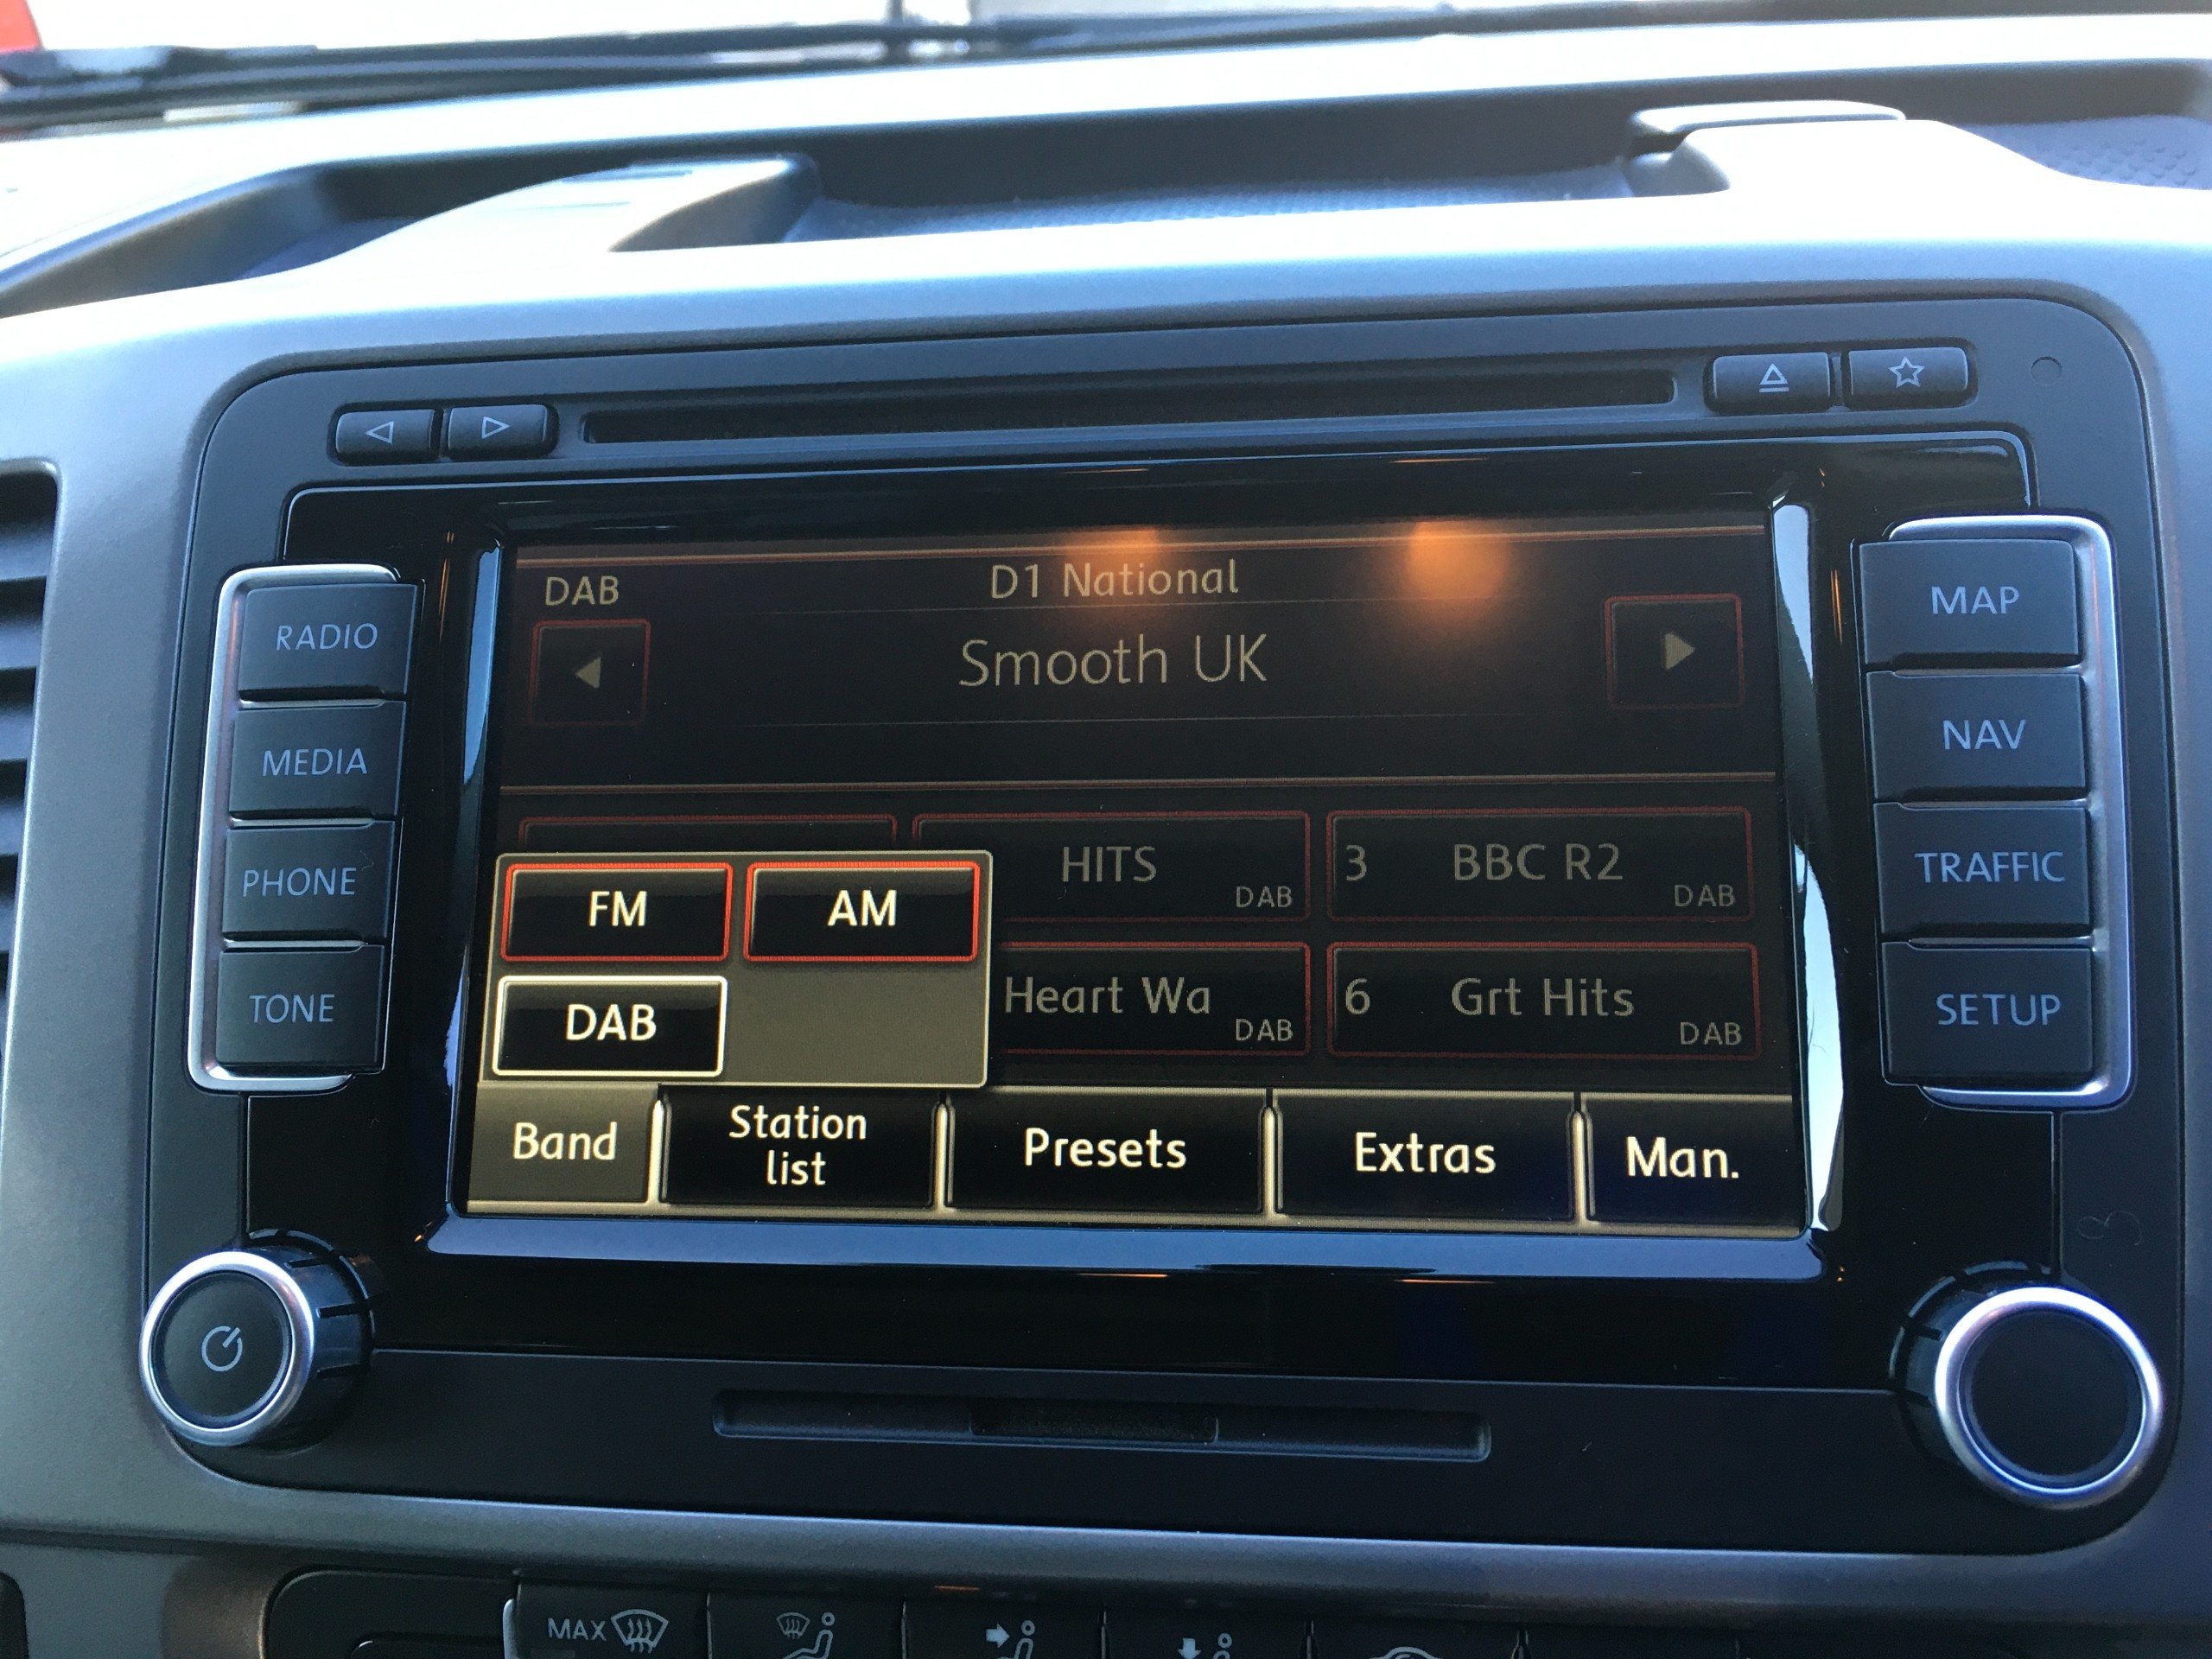 RADIO
MEDIA
PHONE
TONE
DAB
D1 National
Smooth UK
HITS
DAB
3 BBC R2
DAB
Heart Wa
DAB
6 Grt Hits
DAB
FM
AM
DAB
Band
Station
list
Presets
Extras
Man.
MAP
NAV
TRAFFIC
SETUP
MAX